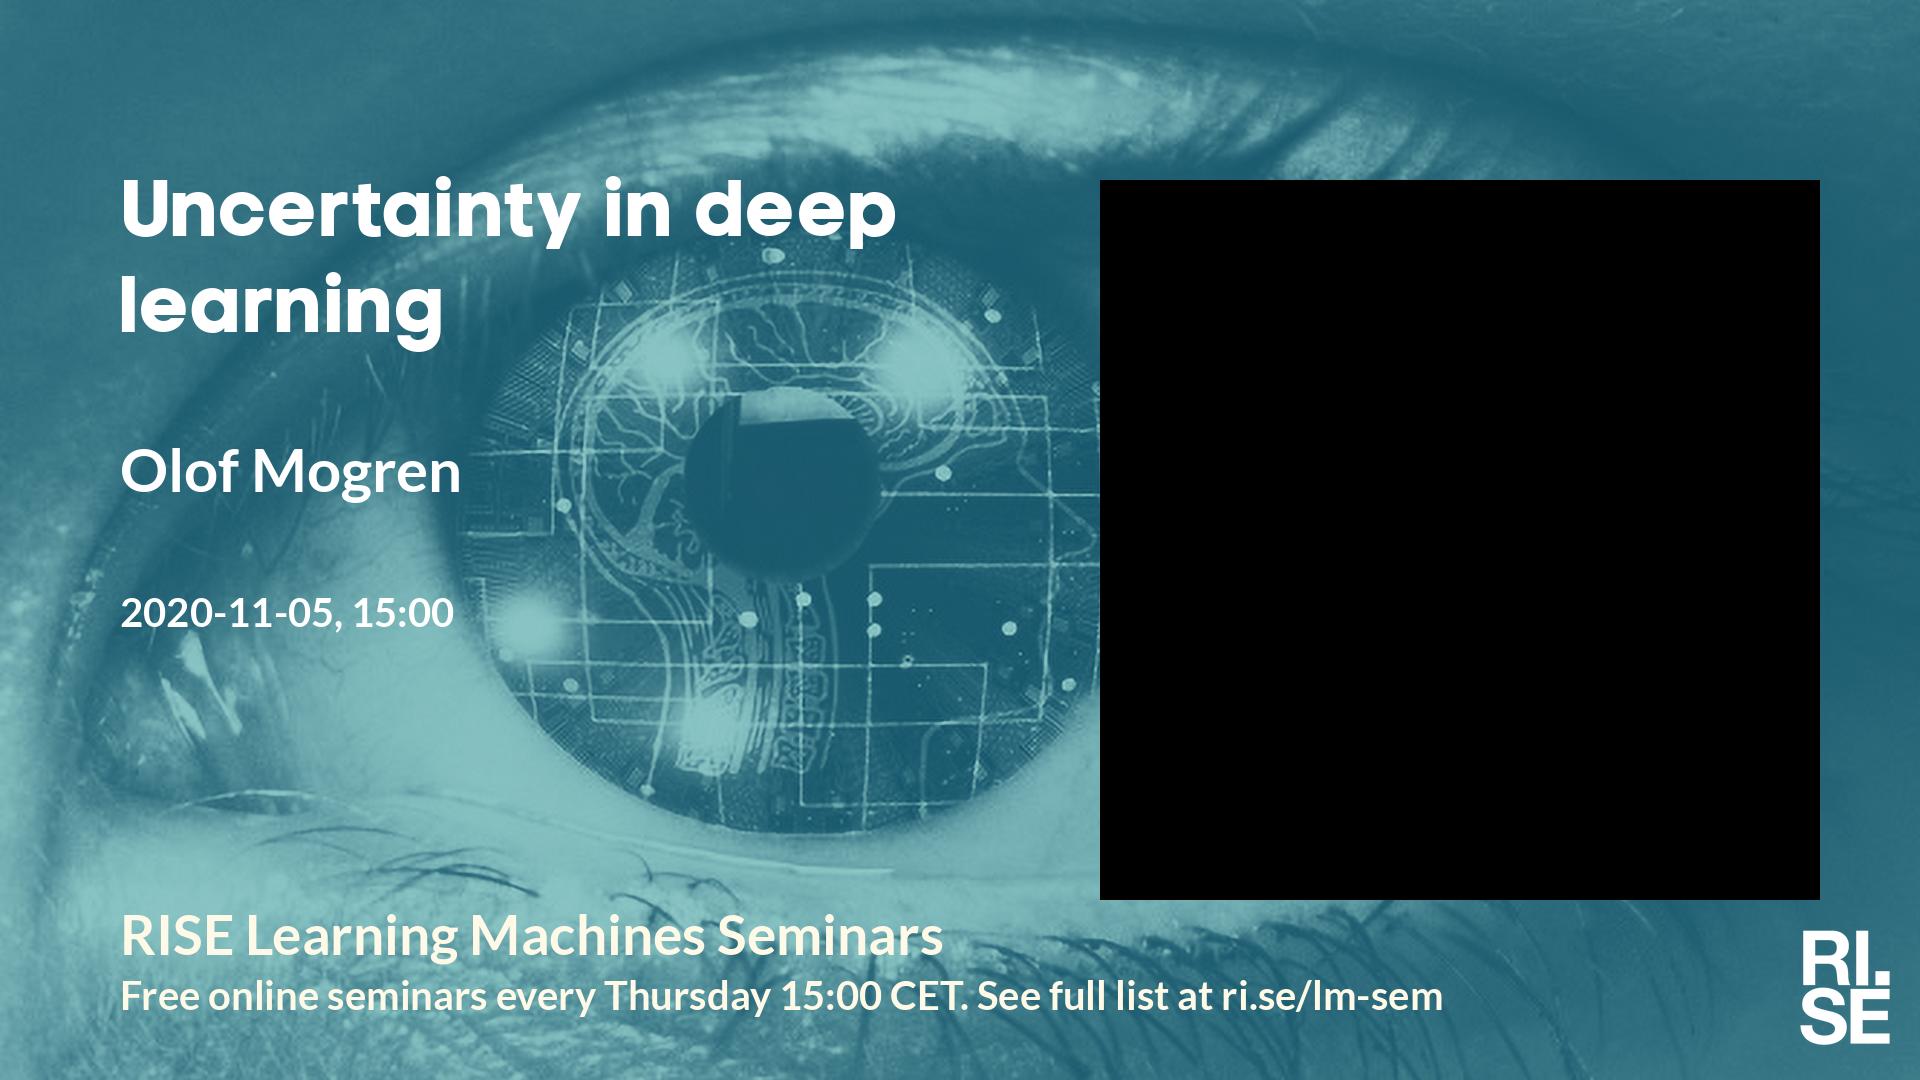 Uncertainty in deep
learning
Olof Mogren
2020-11-05, 15:00
RISE Learning Machines Seminars
Free online seminars every Thursday 15:00 CET. See full list at ri.se/lm-sem
RI.
SE